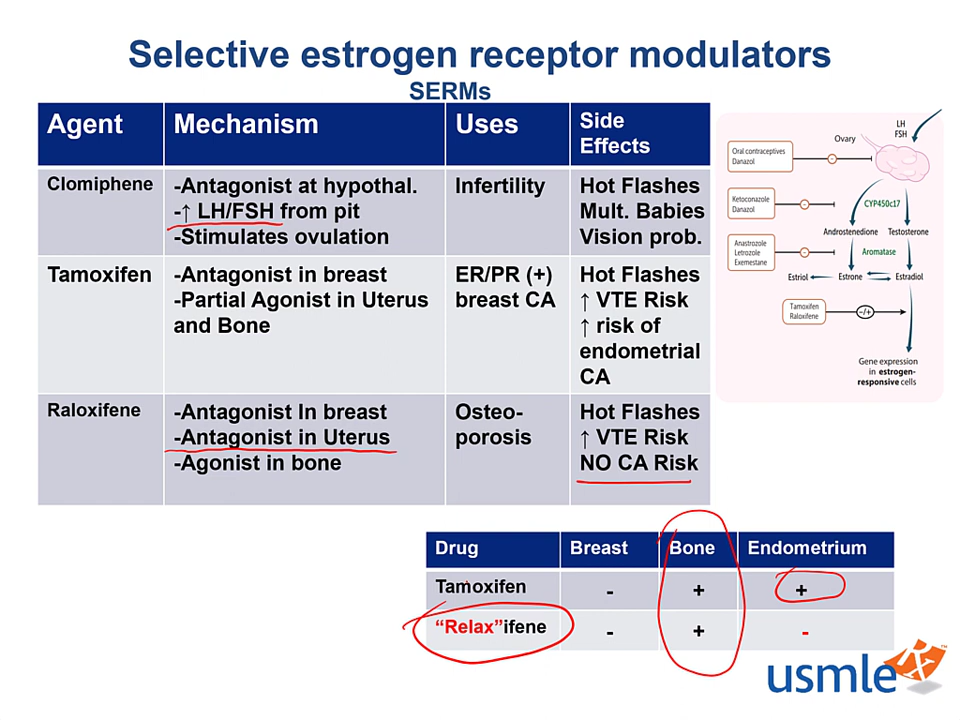 Selective estrogen receptor modulators
SERMs
Agent
Mechanism
Uses
Side
Effects
Clomiphene
-Antagonist at hypothal.
-↑ LH/FSH from pit
-Stimulates ovulation
Infertility
Hot Flashes
Mult. Babies
Vision prob.
Tamoxifen
-Antagonist in breast
-Partial Agonist in Uterus
and Bone
ER/PR (+)
breast CA
Hot Flashes
↑ VTE Risk
↑ risk of
endometrial
CA
Raloxifene
-Antagonist In breast
-Antagonist in Uterus
-Agonist in bone
Osteo-
porosis
Hot Flashes
↑ VTE Risk
NO CA Risk
LH
FSH
Ovary
Oral contraceptives
Danazol
−
Ketoconazole
Danazol
−
CYP450c17
Androstenedione
Testosterone
Anastrozole
Letrozole
Exemestane
−
Aromatase
Estriol
Estrone
Estradiol
Tamoxifen
Raloxifene
−/+
Gene expression
in estrogen-
responsive cells
Drug
Breast
Bone
Endometrium
Tamoxifen
-
+
+
“Relax”ifene
-
+
-
usmle
Rx
™